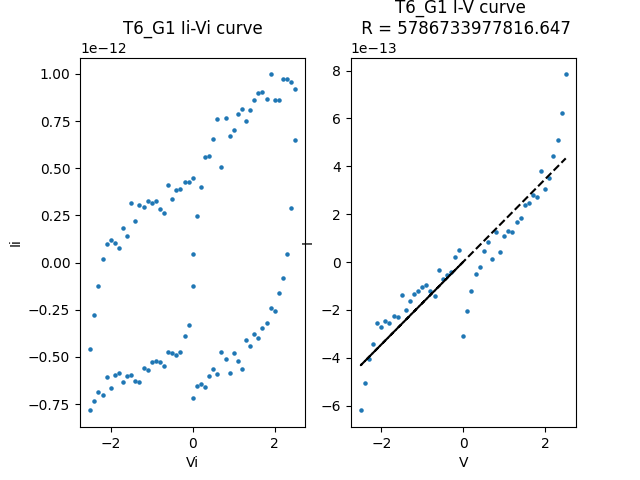 T6_G1 Ii-Vi curve
1e−12
1.00
0.75
0.50
0.25
0.00
−0.25
−0.50
−0.75
Ii
−2
0
2
Vi
T6_G1 I-V curve
R = 5786733977816.647
1e−13
8
6
4
2
0
−2
−4
−6
I
−2
0
2
V